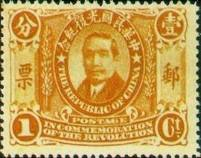 壹分
中華民國光復紀念
郵票
THE REPUBLIC OF CHINA
POSTAGE
1 IN COMMEMORATION Ct.
OF THE REVOLUTION